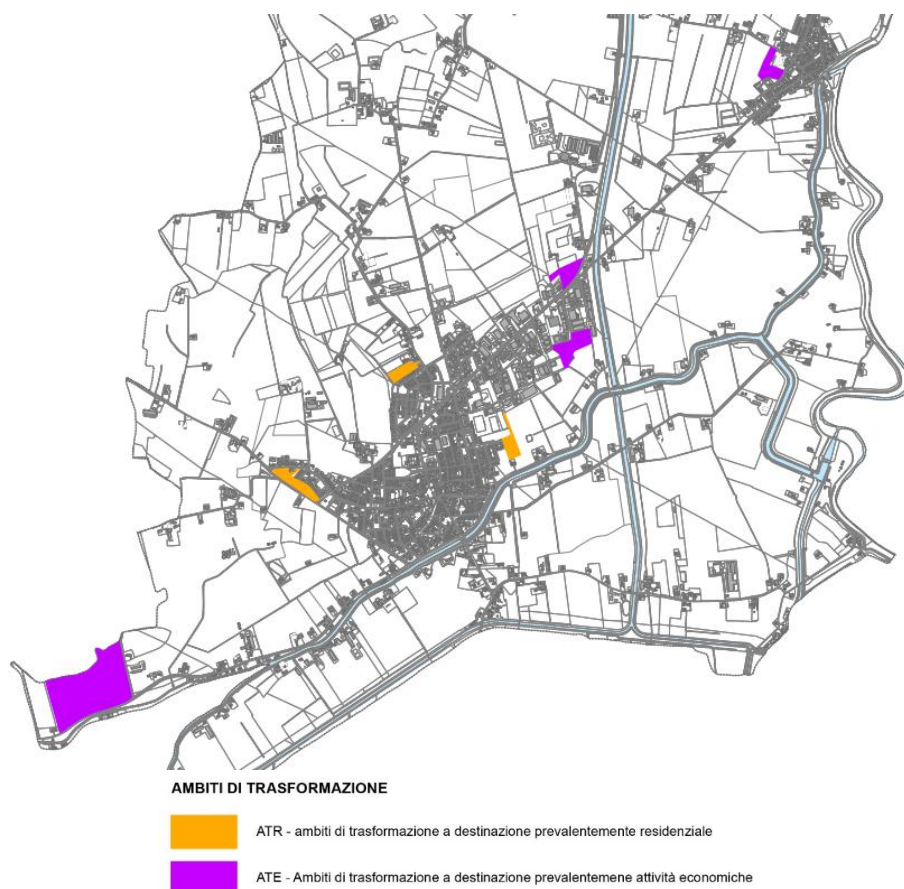 AMBITI DI TRASFORMAZIONE
ATR - ambiti di trasformazione a destinazione prevalentemente residenziale
ATE - Ambiti di trasformazione a destinazione prevalentemene attività economiche